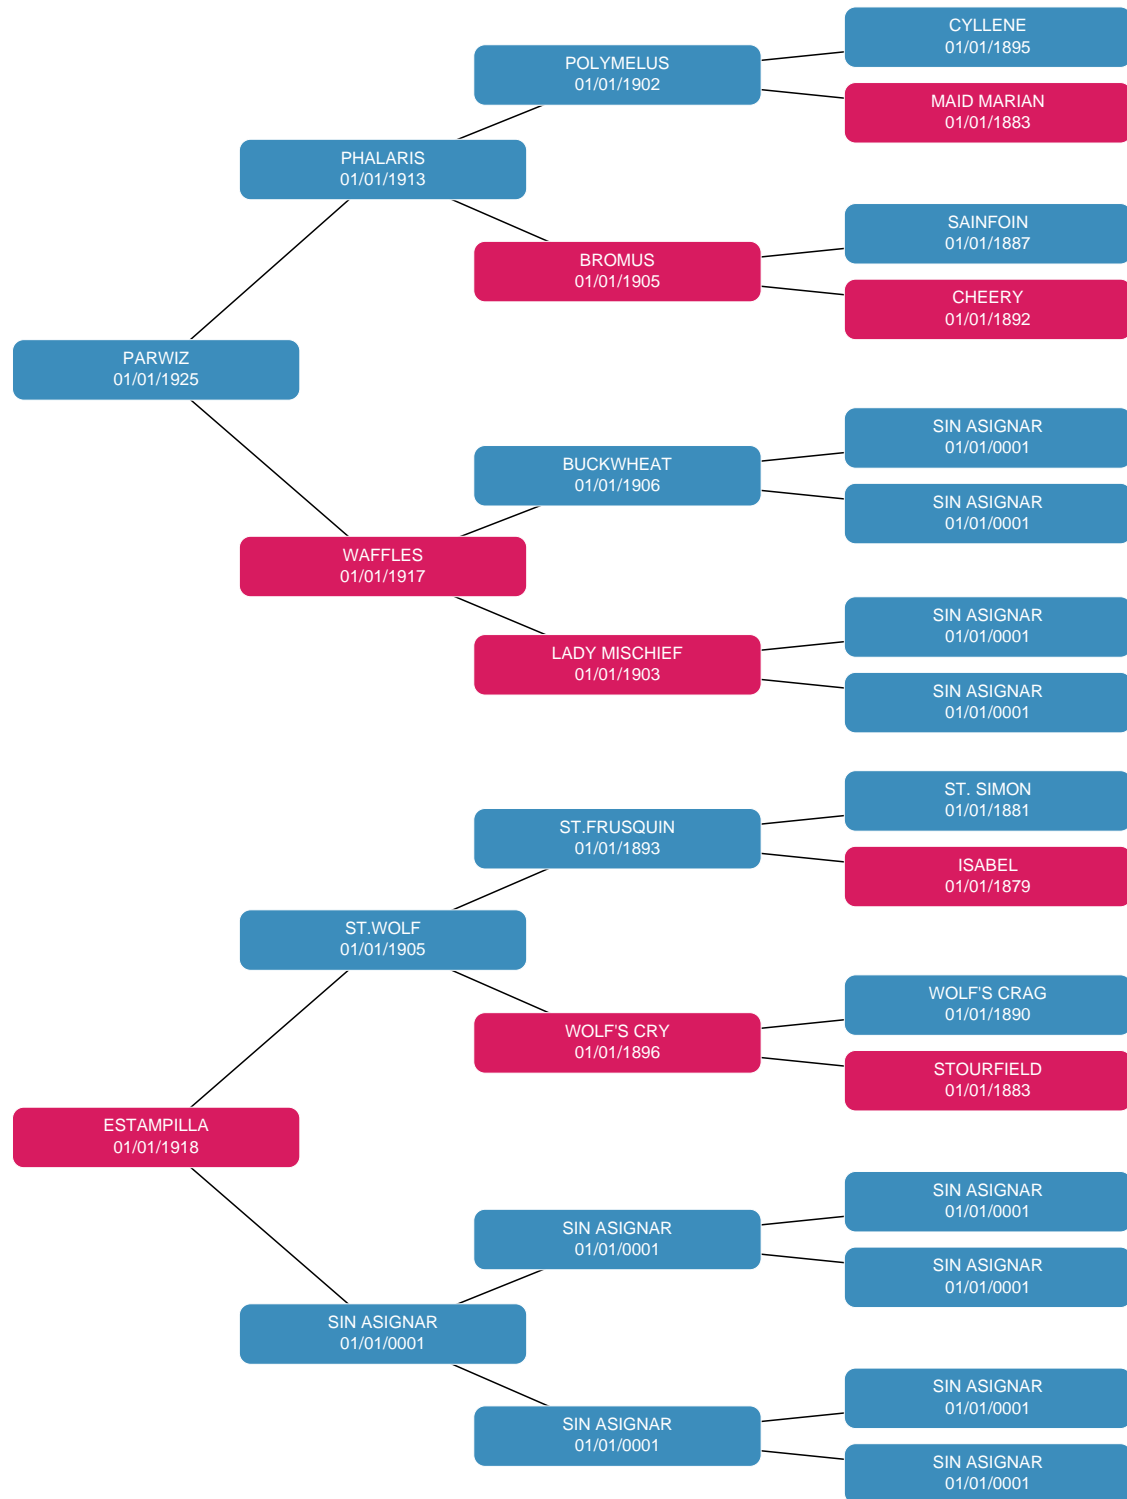 CYLLENE
01/01/1895
POLYMELUS
01/01/1902
MAID MARIAN
01/01/1883
PHALARIS
01/01/1913
SAINFOIN
01/01/1887
BROMUS
01/01/1905
CHEERY
01/01/1892
PARWIZ
01/01/1925
SIN ASIGNAR
01/01/0001
BUCKWHEAT
01/01/1906
SIN ASIGNAR
01/01/0001
WAFFLES
01/01/1917
SIN ASIGNAR
01/01/0001
LADY MISCHIEF
01/01/1903
SIN ASIGNAR
01/01/0001
ST. SIMON
01/01/1881
ST.FRUSQUIN
01/01/1893
ISABEL
01/01/1879
ST.WOLF
01/01/1905
WOLF'S CRAG
01/01/1890
WOLF'S CRY
01/01/1896
STOURFIELD
01/01/1883
ESTAMPILLA
01/01/1918
SIN ASIGNAR
01/01/0001
SIN ASIGNAR
01/01/0001
SIN ASIGNAR
01/01/0001
SIN ASIGNAR
01/01/0001
SIN ASIGNAR
01/01/0001
SIN ASIGNAR
01/01/0001
SIN ASIGNAR
01/01/0001